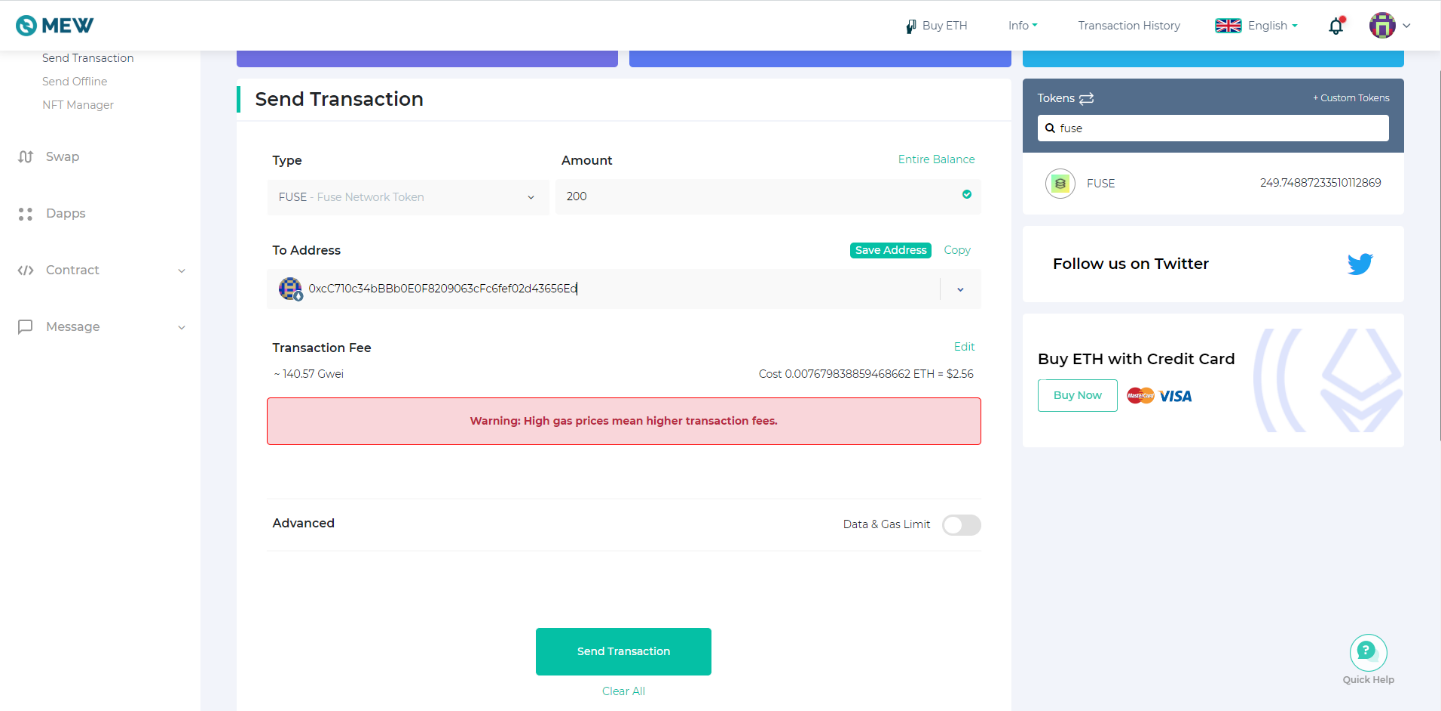 MEW
Buy ETH
Info
Transaction History
English
Send Transaction
Send Offline
NFT Manager
Swap
Dapps
Contract
Message
Send Transaction
Type
Amount
Entire Balance
FUSE - Fuse Network Token
200
To Address
Save Address
Copy
0xcC710c34bBBb0E0F8209063cFc6fef02d43656Ed
Transaction Fee
Edit
~ 140.57 Gwei
Cost 0.007679838859468662 ETH = $2.56
Warning: High gas prices mean higher transaction fees.
Advanced
Data & Gas Limit
Send Transaction
Clear All
Tokens
+ Custom Tokens
fuse
FUSE
249.74887233510112869
Follow us on Twitter
Buy ETH with Credit Card
Buy Now
MasterCard
VISA
?
Quick Help